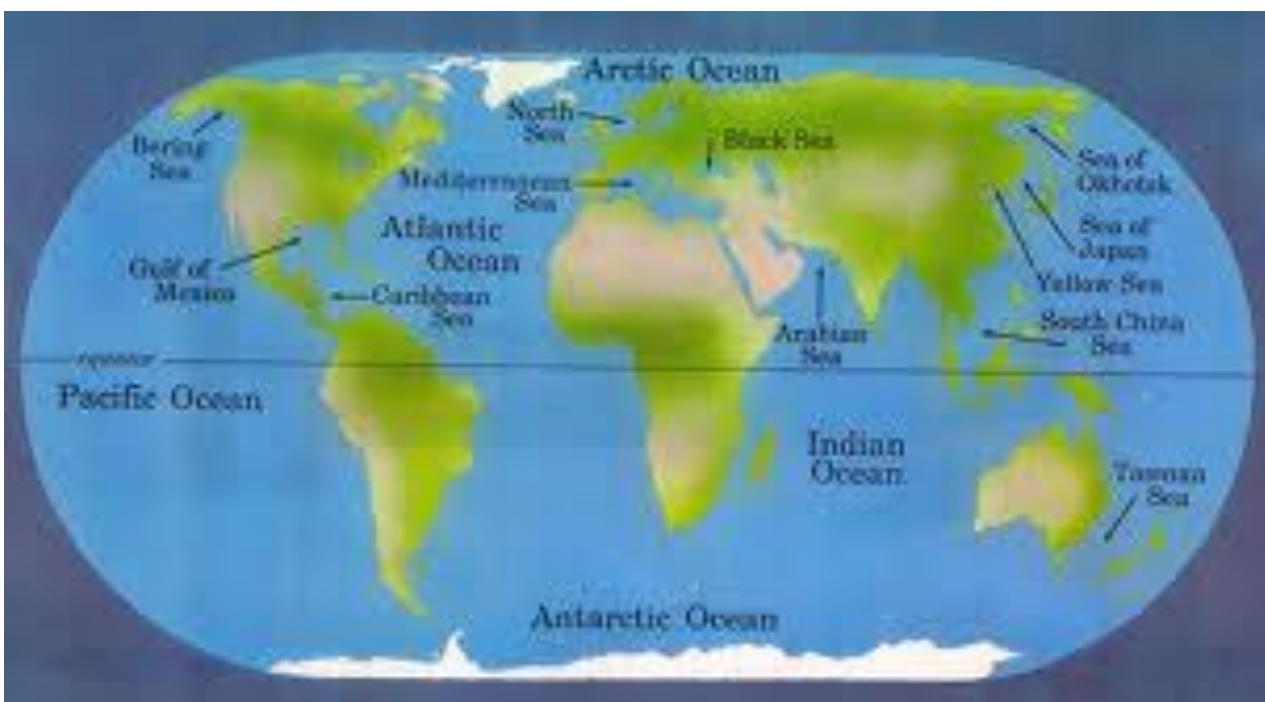 Arctic Ocean
North
Sea
Black Sea
Bering
Sea
Sea of
Okhotsk
Mediterranean
Sea
Atlantic
Ocean
Sea of
Japan
Gulf of
Mexico
Caribbean
Sea
Yellow Sea
Arabian
Sea
South China
Sea
equator
Pacific Ocean
Indian
Ocean
Tasman
Sea
Antarctic Ocean